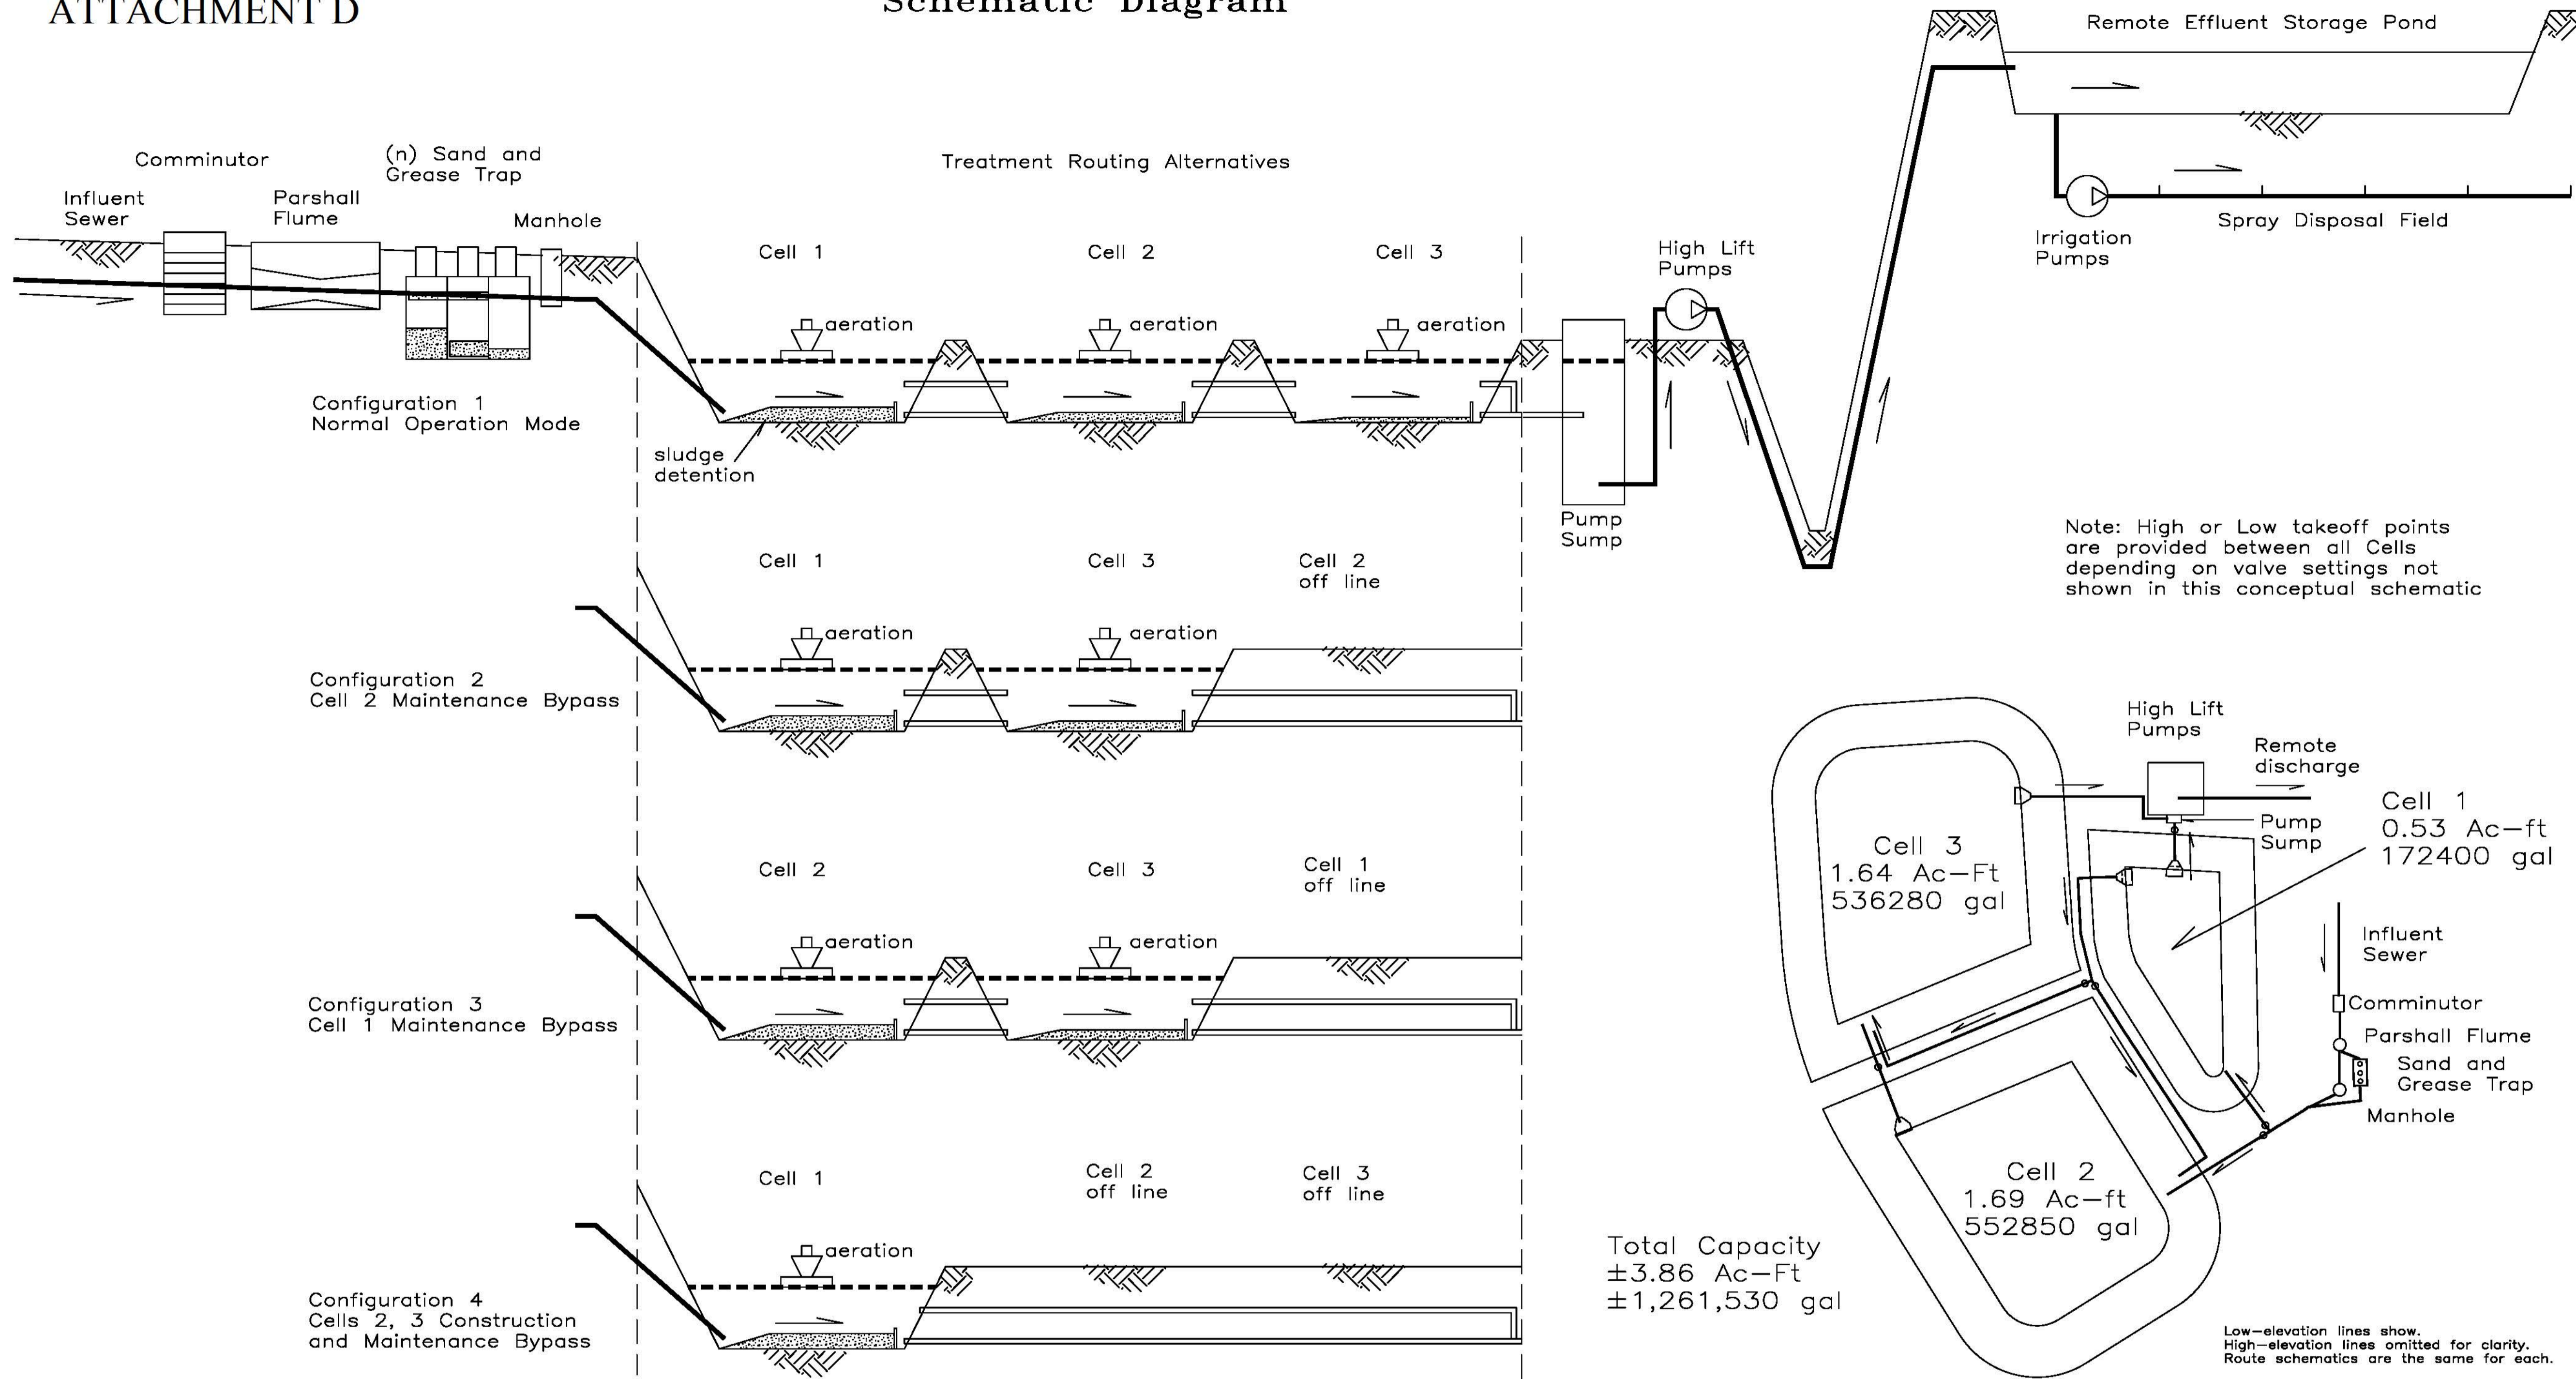 ATTACHMENT D
Schematic Diagram
Remote Effluent Storage Pond
Comminutor
(n) Sand and
Grease Trap
Treatment Routing Alternatives
Influent
Sewer
Parshall
Flume
Manhole
Cell 1
Cell 2
Cell 3
High Lift
Pumps
Irrigation
Pumps
Spray Disposal Field
aeration
aeration
aeration
Configuration 1
Normal Operation Mode
sludge
detention
Pump
Sump
Note: High or Low takeoff points
are provided between all Cells
depending on valve settings not
shown in this conceptual schematic
Cell 1
Cell 3
Cell 2
off line
aeration
aeration
Configuration 2
Cell 2 Maintenance Bypass
Cell 2
Cell 3
Cell 1
off line
aeration
aeration
Configuration 3
Cell 1 Maintenance Bypass
Cell 1
Cell 2
off line
Cell 3
off line
aeration
Configuration 4
Cells 2, 3 Construction
and Maintenance Bypass
High Lift
Pumps
Remote
discharge
Pump
Sump
Cell 1
0.53 Ac-ft
172400 gal
Cell 3
1.64 Ac-Ft
536280 gal
Influent
Sewer
Comminutor
Parshall Flume
Sand and
Grease Trap
Manhole
Cell 2
1.69 Ac-ft
552850 gal
Total Capacity
±3.86 Ac-Ft
±1,261,530 gal
Low-elevation lines show.
High-elevation lines omitted for clarity.
Route schematics are the same for each.